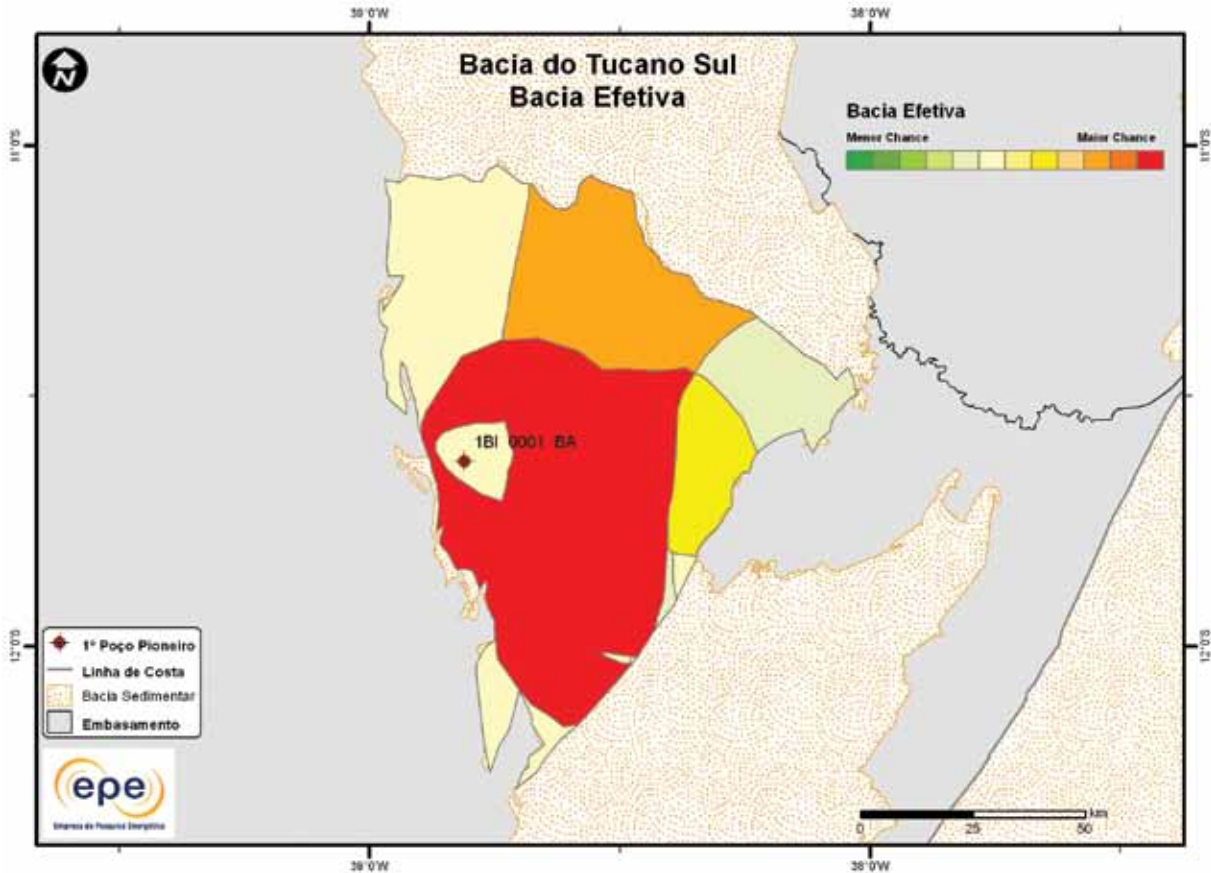 39°0'W
38°0'W
Bacia do Tucano Sul
Bacia Efetiva
N
Bacia Efetiva
Menor Chance
Maior Chance
11°0'S
11°0'S
1BI 0001 BA
12°0'S
12°0'S
1º Poço Pioneiro
Linha de Costa
Bacia Sedimentar
Embasamento
epe
Empresa de Pesquisa Energética
km
0
25
50
39°0'W
38°0'W